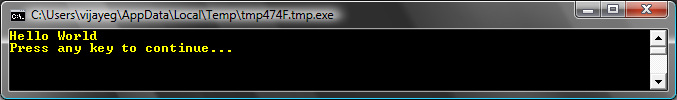 C:\Users\vijayeg\AppData\Local\Temp\tmp474F.tmp.exe
Hello World
Press any key to continue...